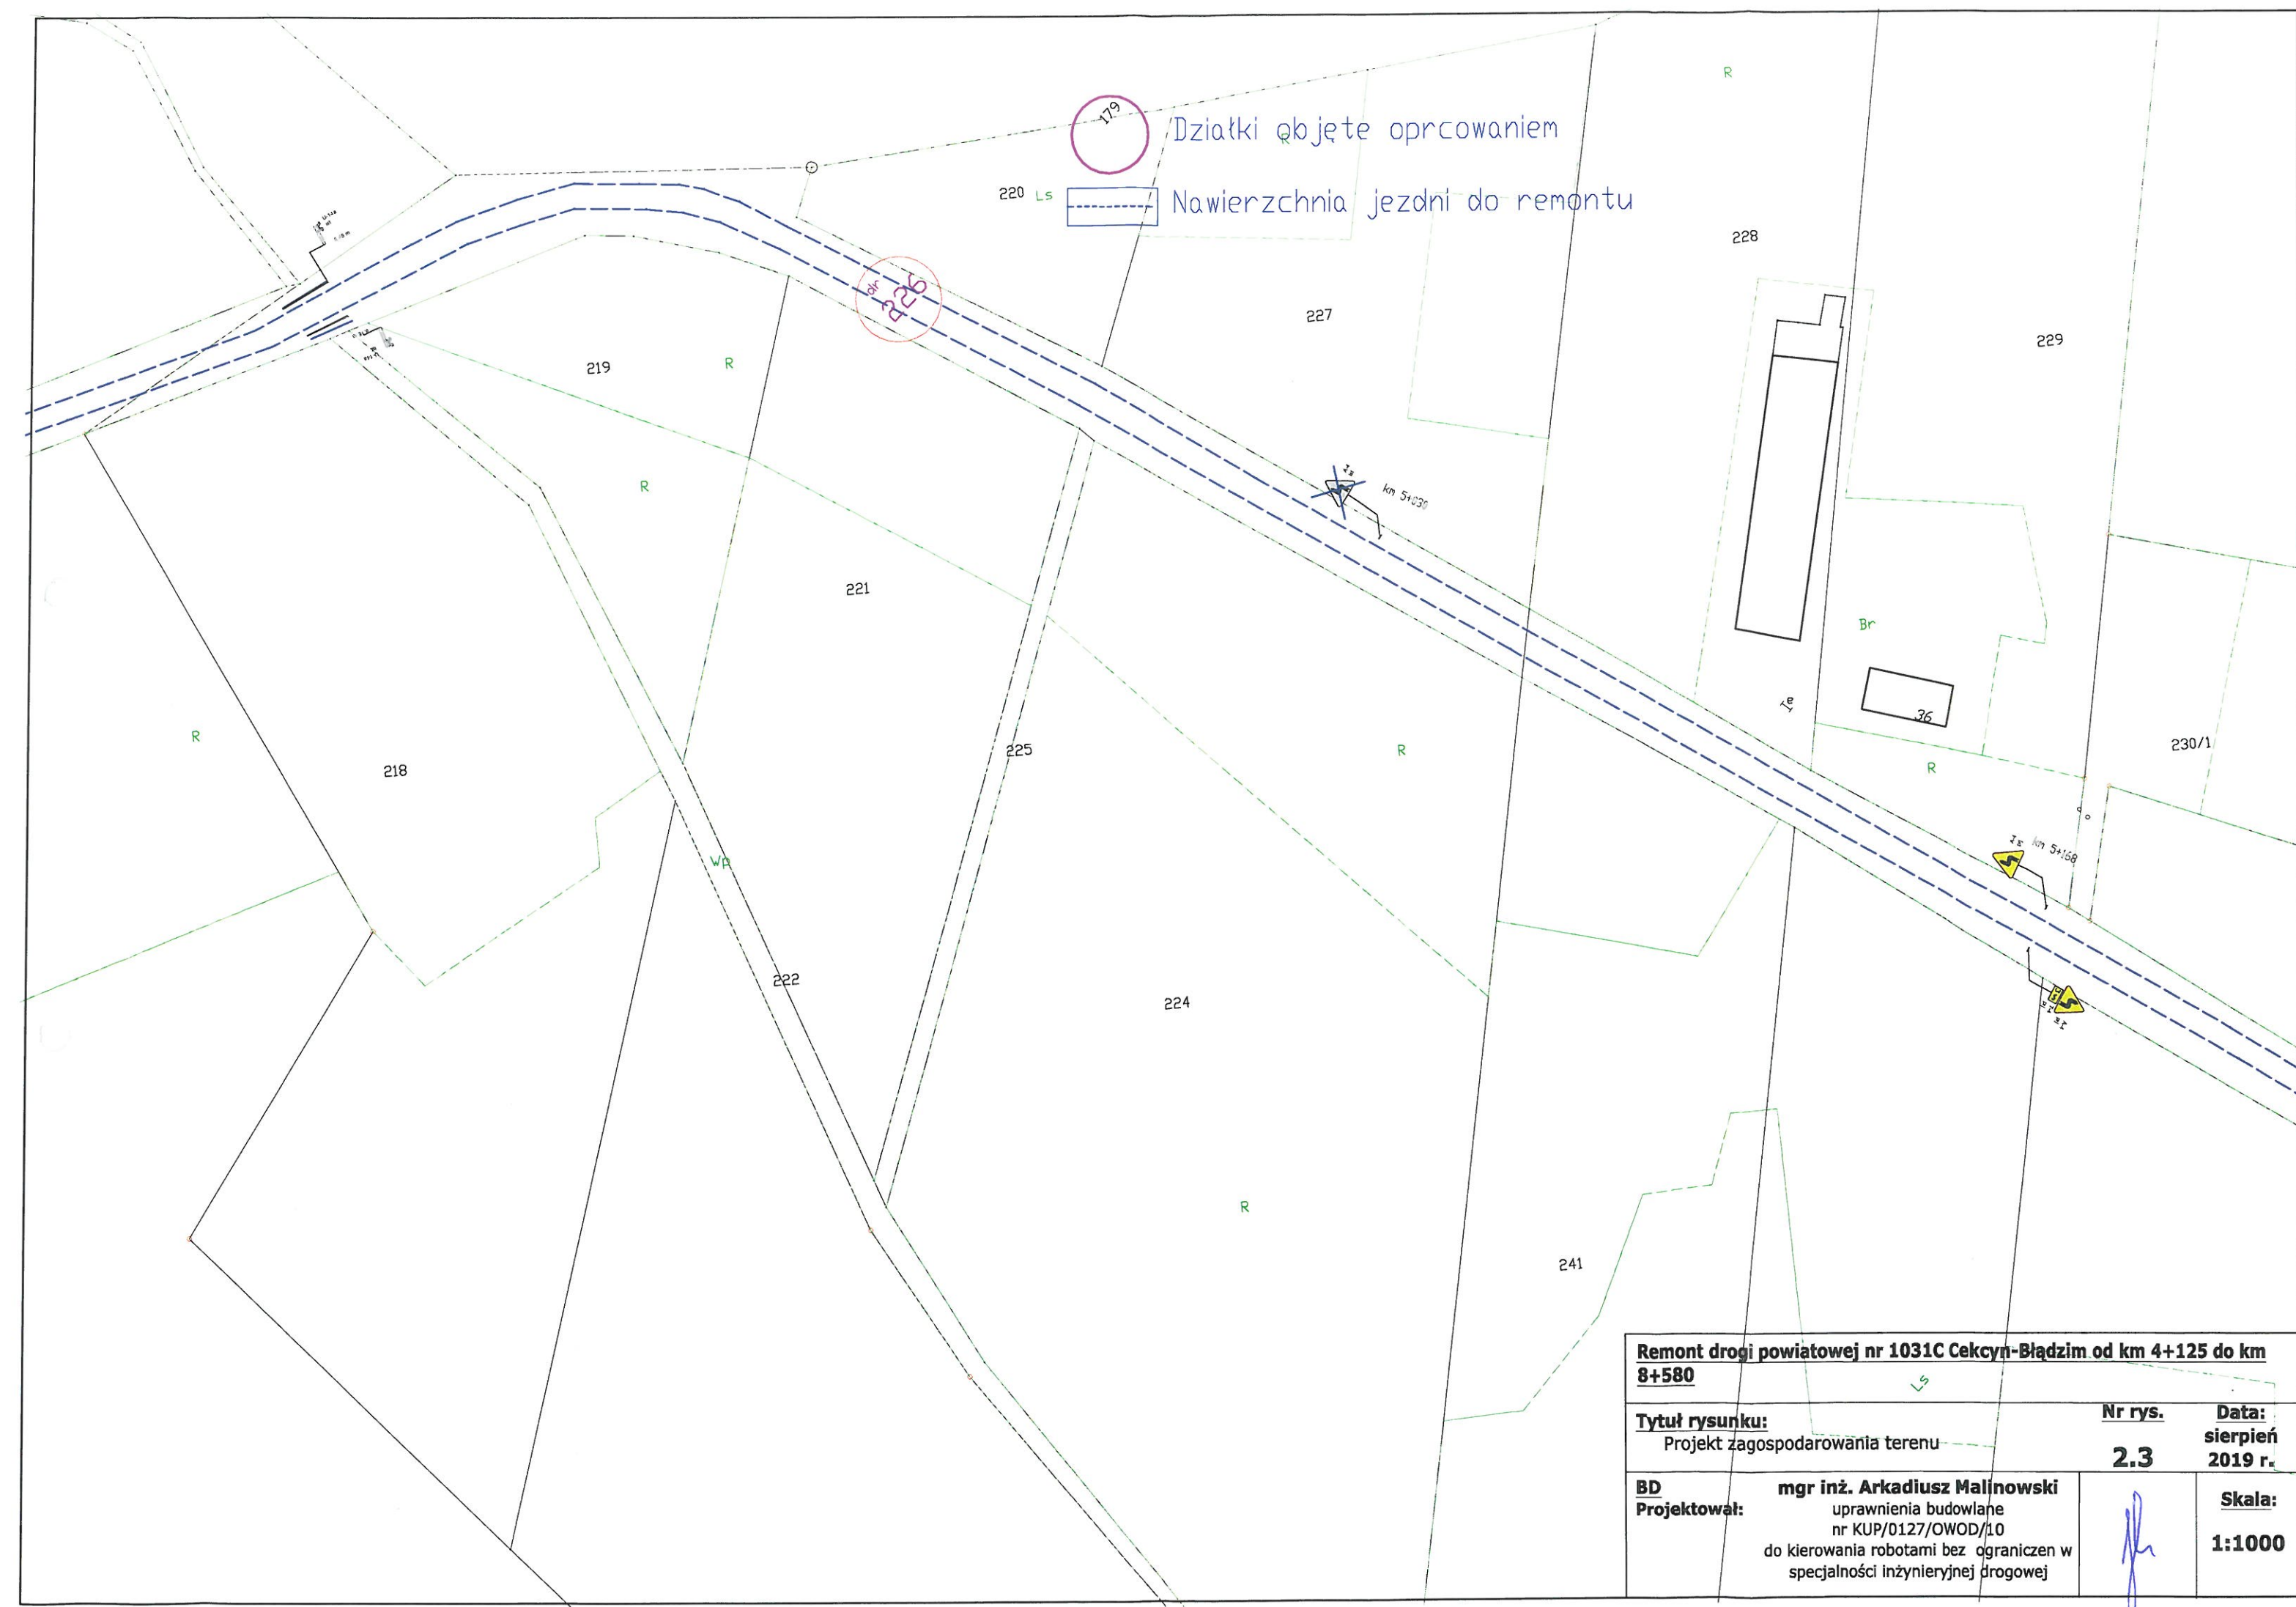 R
179
Działki objęte oprcowaniem
R
220 Ls
Nawierzchnia jezdni do remontu
228
227
229
dr
226
219
R
R
km 5+030
221
Br
R
218
225
R
Te
36
230/1
R
km 5+168
Wp
222
224
R
241
Remont drogi powiatowej nr 1031C Cekcyn-Błądzim od km 4+125 do km
8+580
Ls
Tytuł rysunku:
Projekt zagospodarowania terenu
Nr rys.
2.3
Data:
sierpień
2019 r.
BD
Projektował:
mgr inż. Arkadiusz Malinowski
uprawnienia budowlane
nr KUP/0127/OWOD/10
do kierowania robotami bez ograniczen w
specjalności inżynieryjnej drogowej
Skala:
1:1000